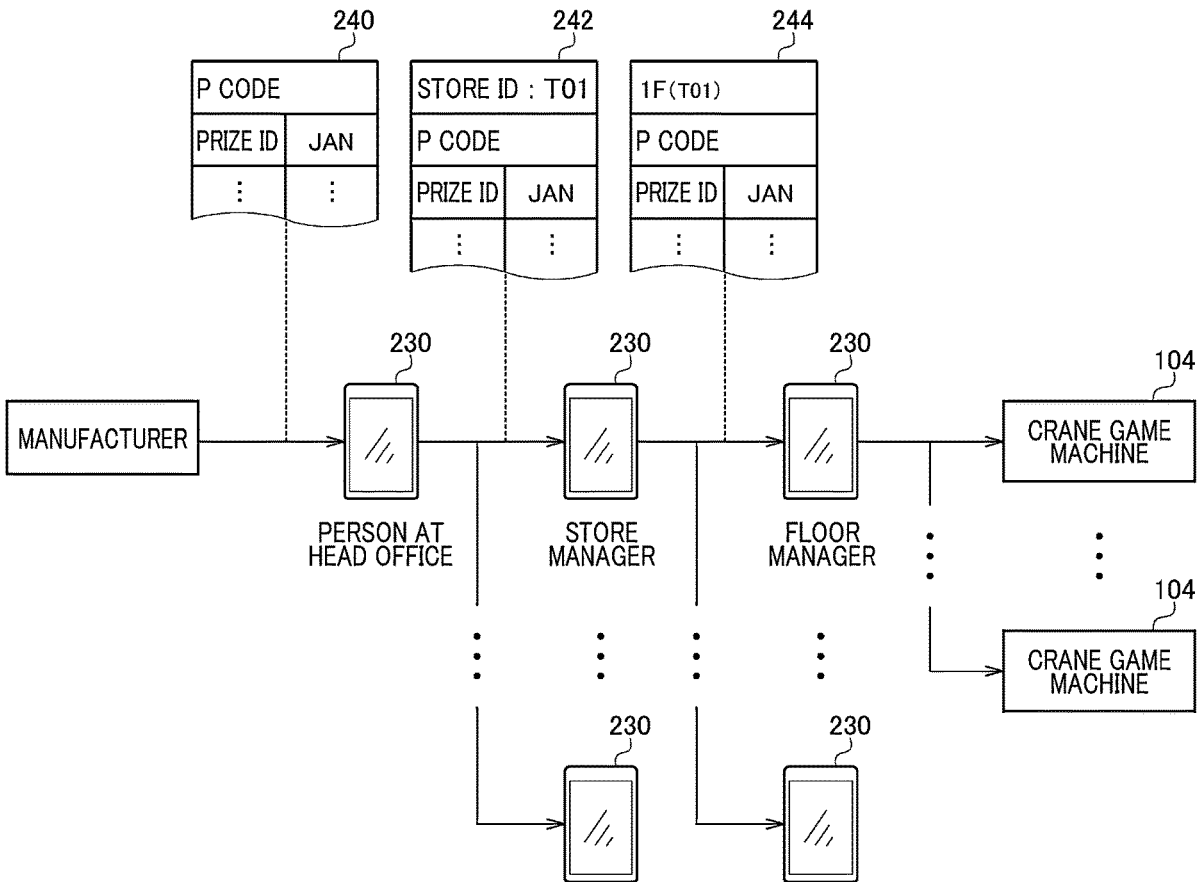 240
242
244
P CODE
PRIZE ID
JAN
⋮
⋮
STORE ID : T01
P CODE
PRIZE ID
JAN
⋮
⋮
1F(T01)
P CODE
PRIZE ID
JAN
⋮
⋮
230
230
230
104
MANUFACTURER
CRANE GAME
MACHINE
PERSON AT
HEAD OFFICE
STORE
MANAGER
FLOOR
MANAGER
104
CRANE GAME
MACHINE
230
230